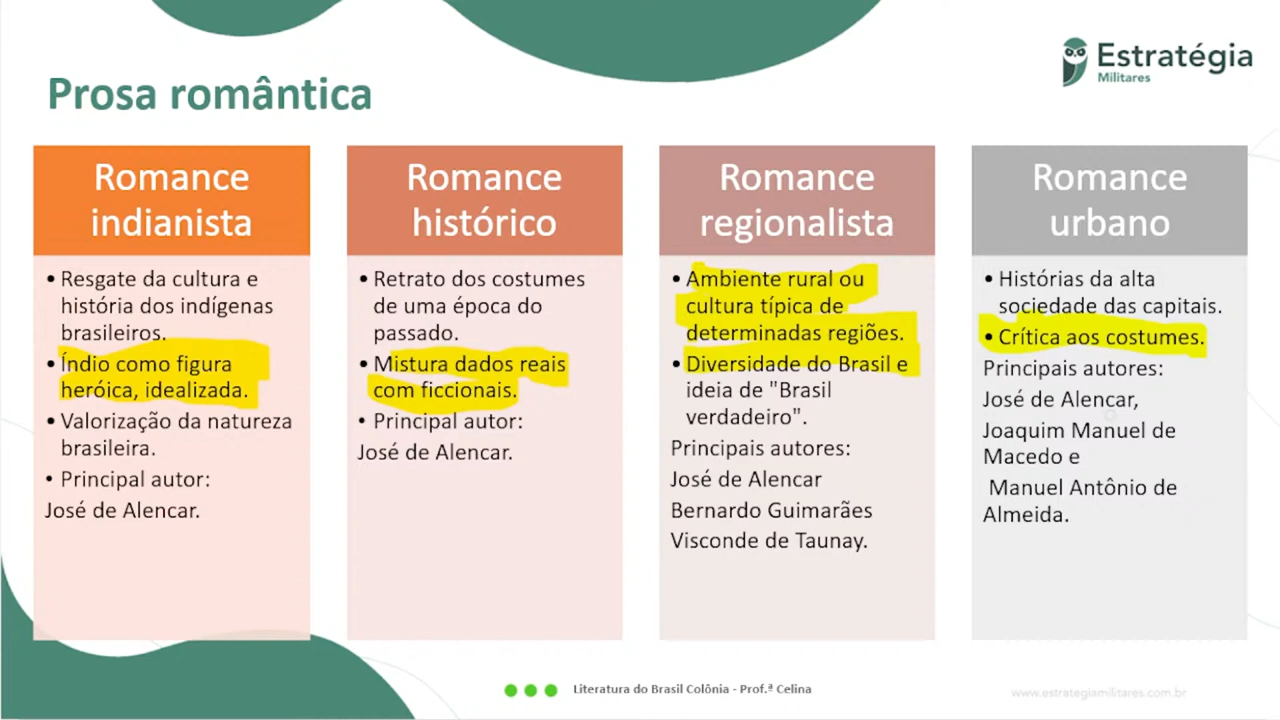 Estratégia
Militares
Prosa romântica
Romance
indianista
• Resgate da cultura e
história dos indígenas
brasileiros.
• Índio como figura
heróica, idealizada.
• Valorização da natureza
brasileira.
• Principal autor:
José de Alencar.
Romance
histórico
• Retrato dos costumes
de uma época do
passado.
• Mistura dados reais
com ficcionais.
• Principal autor:
José de Alencar.
Romance
regionalista
• Ambiente rural ou
cultura típica de
determinadas regiões.
• Diversidade do Brasil e
ideia de "Brasil
verdadeiro".
Principais autores:
José de Alencar
Bernardo Guimarães
Visconde de Taunay.
Romance
urbano
• Histórias da alta
sociedade das capitais.
• Crítica aos costumes.
Principais autores:
José de Alencar,
Joaquim Manuel de
Macedo e
Manuel Antônio de
Almeida.
Literatura do Brasil Colônia - Prof.ª Celina
www.estrategiamilitares.com.br